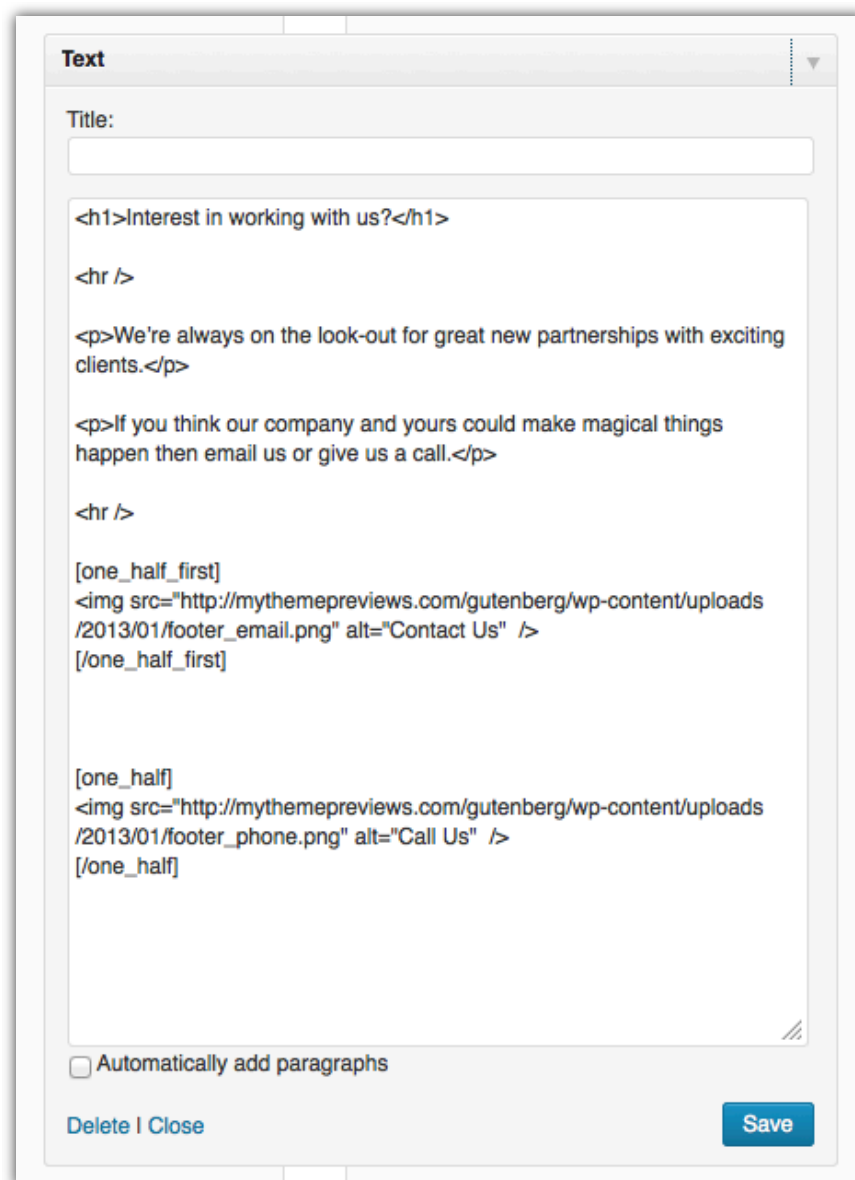 Text
Title:
<h1>Interest in working with us?</h1>
<hr />
<p>We're always on the look-out for great new partnerships with exciting
clients.</p>
<p>If you think our company and yours could make magical things
happen then email us or give us a call.</p>
<hr />
[one_half_first]
<img src="http://mythemepreviews.com/gutenberg/wp-content/uploads
/2013/01/footer_email.png" alt="Contact Us"  />
[/one_half_first]
[one_half]
<img src="http://mythemepreviews.com/gutenberg/wp-content/uploads
/2013/01/footer_phone.png" alt="Call Us"  />
[/one_half]
Automatically add paragraphs
Delete | Close
Save